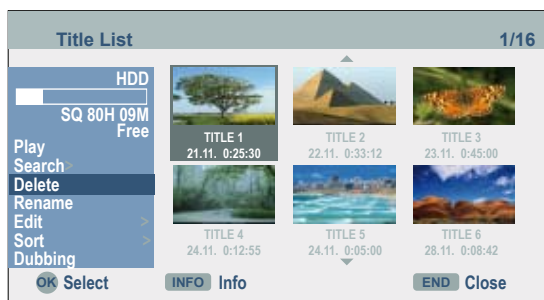 Title List 1/16
HDD
SQ 80H 09M
Free
Play
Search>
Delete
Rename
Edit >
Sort >
Dubbing
TITLE 1
21.11. 0:25:30
TITLE 2
22.11. 0:33:12
TITLE 3
23.11. 0:45:00
TITLE 4
24.11. 0:12:55
TITLE 5
24.11. 0:05:00
TITLE 6
28.11. 0:08:42
OK Select INFO Info END Close